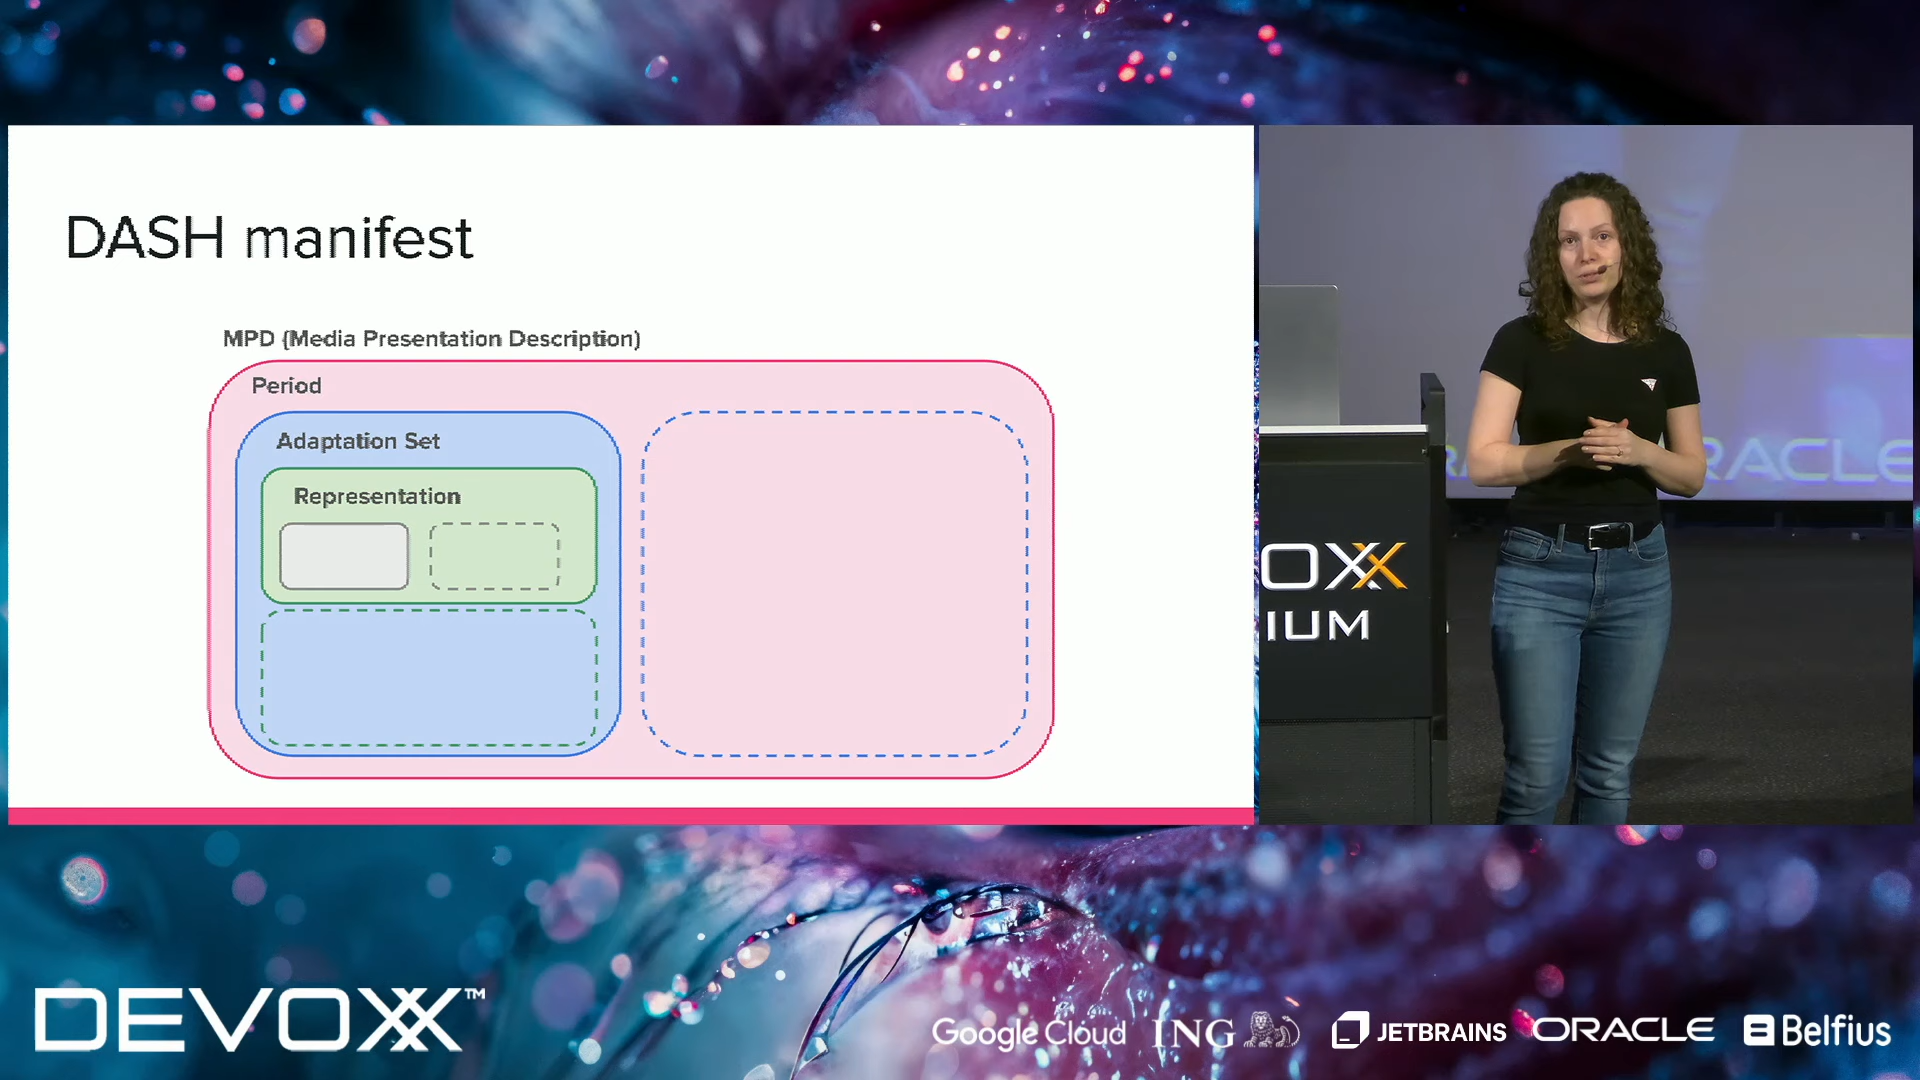 DASH manifest
MPD (Media Presentation Description)
Period
Adaptation Set
Representation
ORACLE
OXX
IUM
DEVOXX™
Google Cloud
ING
JETBRAINS
ORACLE
Belfius